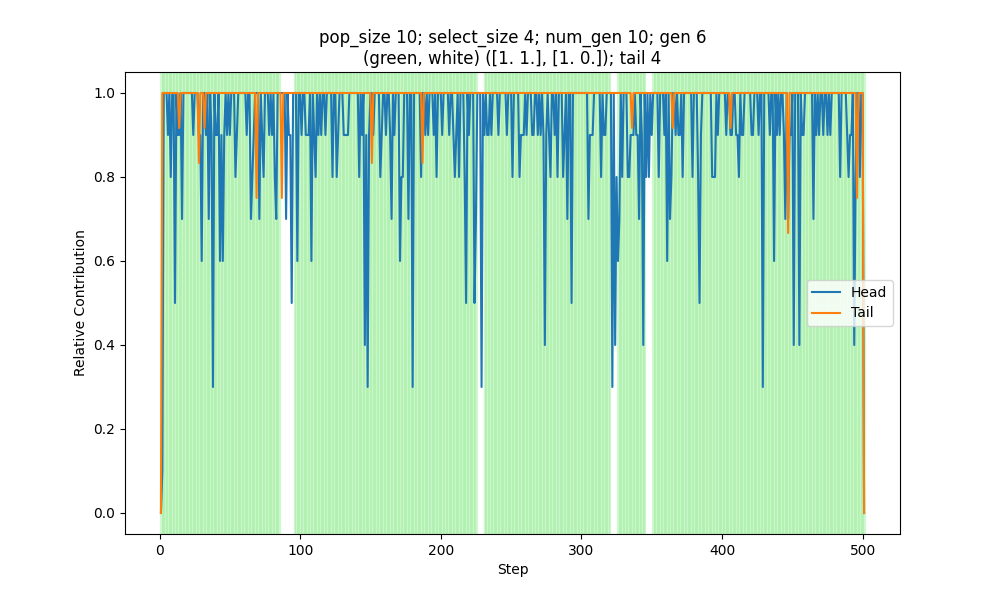 pop_size 10; select_size 4; num_gen 10; gen 6
(green, white) ([1. 1.], [1. 0.]); tail 4
1.0
0.8
0.6
0.4
0.2
0.0
Relative Contribution
Head
Tail
0
100
200
300
400
500
Step